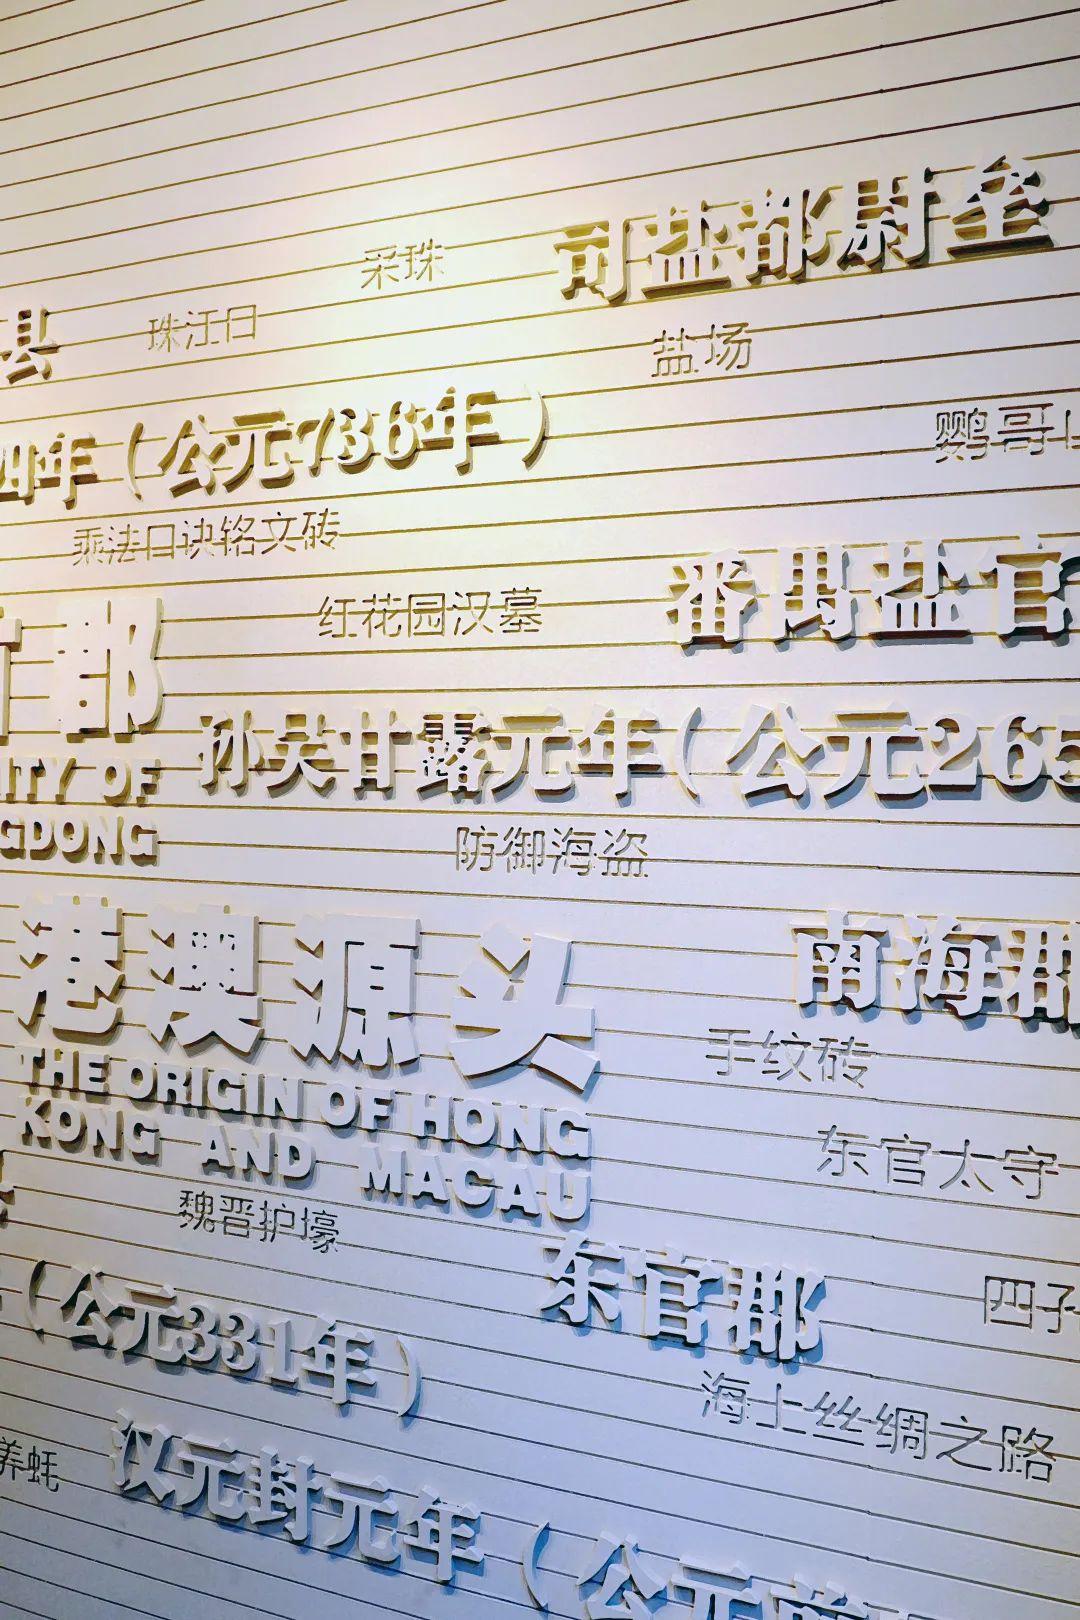 采珠
司盐都尉垒
县
珠江口
盐场
四年（公元736年）
鹦哥
乘法口诀铭文砖
红花园汉墓
番禺盐官
郡
ITY OF
GDONG
孙吴甘露元年（公元265
防御海盗
港澳源头
THE ORIGIN OF HONG
KONG AND MACAU
南海郡
手纹砖
东官太守
魏晋护壕
东官郡
四子
（公元331年）
海上丝绸之路
养蚝
汉元封元年（公元前